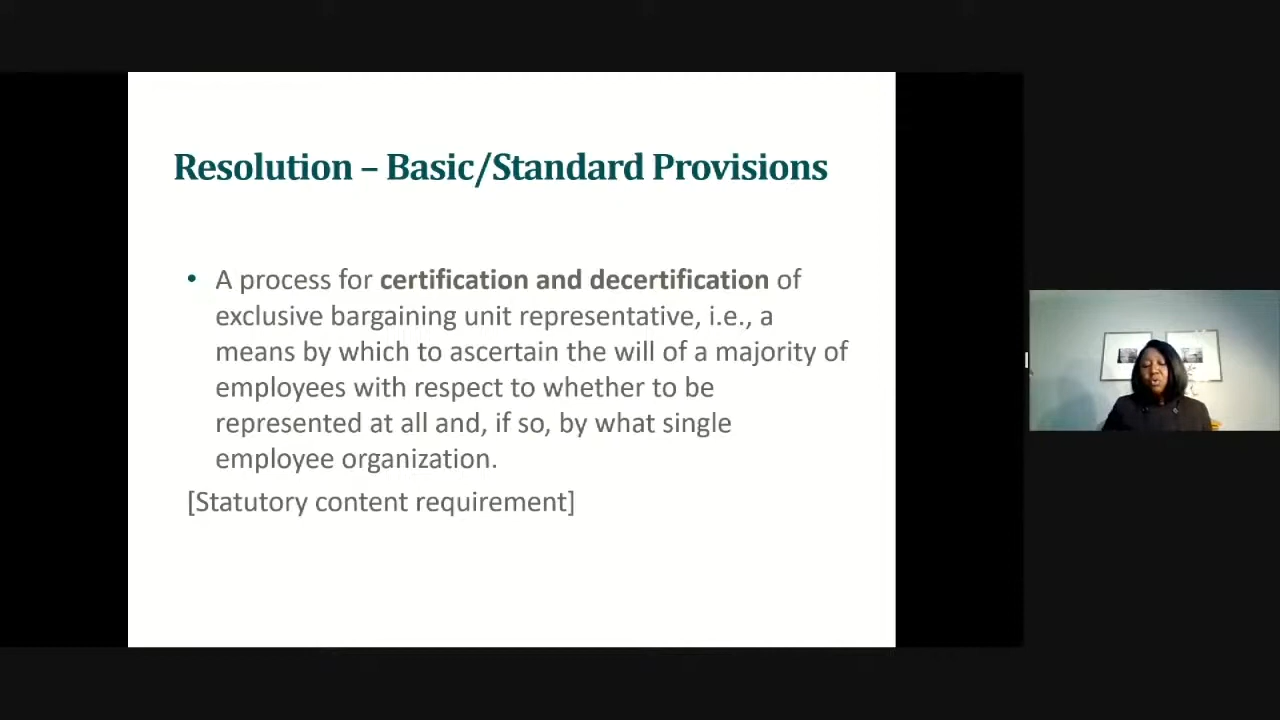 Resolution – Basic/Standard Provisions
• A process for certification and decertification of
exclusive bargaining unit representative, i.e., a
means by which to ascertain the will of a majority of
employees with respect to whether to be
represented at all and, if so, by what single
employee organization.
[Statutory content requirement]